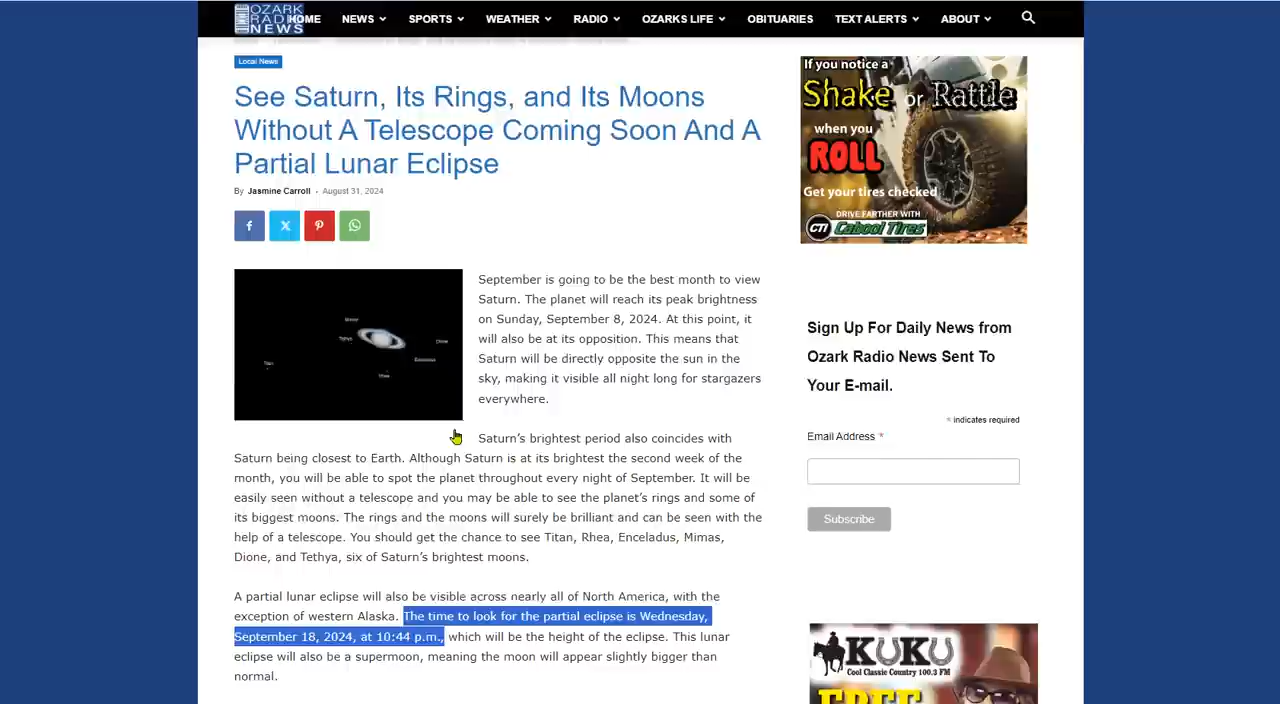 OZARK
RADIO
NEWS
HOME
NEWS
SPORTS
WEATHER
RADIO
OZARKS LIFE
OBITUARIES
TEXT ALERTS
ABOUT
Local News
See Saturn, Its Rings, and Its Moons
Without A Telescope Coming Soon And A
Partial Lunar Eclipse
By Jasmine Carroll - August 31, 2024
September is going to be the best month to view
Saturn. The planet will reach its peak brightness
on Sunday, September 8, 2024. At this point, it
will also be at its opposition. This means that
Saturn will be directly opposite the sun in the
sky, making it visible all night long for stargazers
everywhere.
Saturn's brightest period also coincides with
Saturn being closest to Earth. Although Saturn is at its brightest the second week of the
month, you will be able to spot the planet throughout every night of September. It will be
easily seen without a telescope and you may be able to see the planet's rings and some of
its biggest moons. The rings and the moons will surely be brilliant and can be seen with the
help of a telescope. You should get the chance to see Titan, Rhea, Enceladus, Mimas,
Dione, and Tethya, six of Saturn's brightest moons.
A partial lunar eclipse will also be visible across nearly all of North America, with the
exception of western Alaska. The time to look for the partial eclipse is Wednesday,
September 18, 2024, at 10:44 p.m., which will be the height of the eclipse. This lunar
eclipse will also be a supermoon, meaning the moon will appear slightly bigger than
normal.
If you notice a
Shake or Rattle
when you
ROLL
Get your tires checked
DRIVE FARTHER WITH
CTI Cabool Tires
Sign Up For Daily News from
Ozark Radio News Sent To
Your E-mail.
* indicates required
Email Address *
Subscribe
KUKU
Cool Classic Country 100.3 FM
FREE